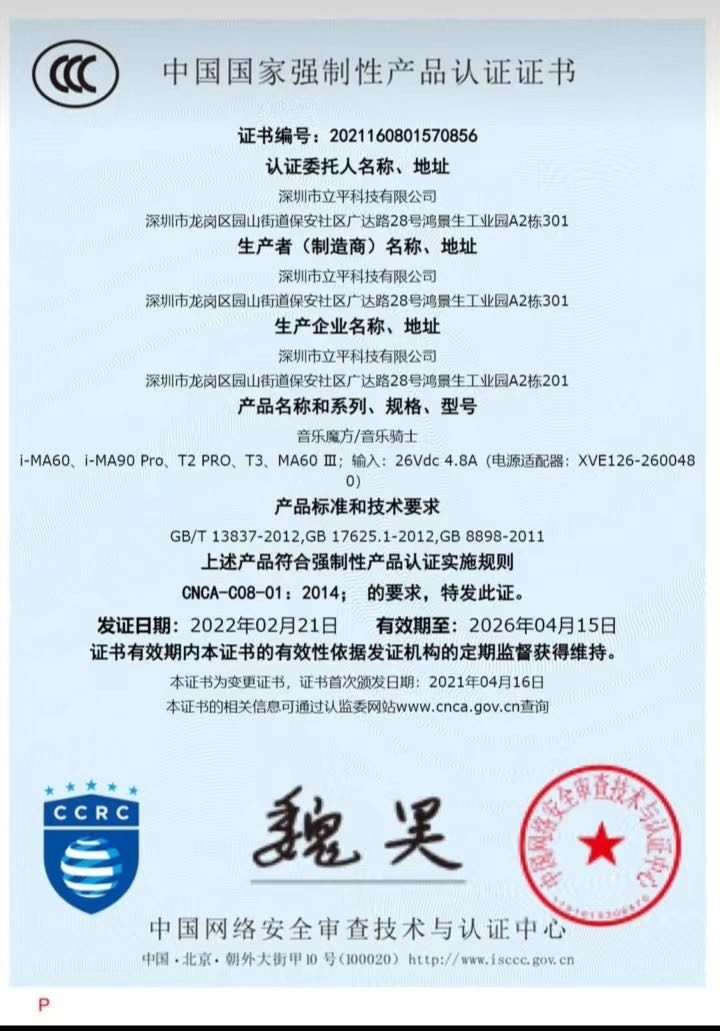 CCC
中国国家强制性产品认证证书
证书编号：2021160801570856
认证委托人名称、地址
深圳市立平科技有限公司
深圳市龙岗区园山街道保安社区广达路28号鸿景生工业园A2栋301
生产者（制造商）名称、地址
深圳市立平科技有限公司
深圳市龙岗区园山街道保安社区广达路28号鸿景生工业园A2栋301
生产企业名称、地址
深圳市立平科技有限公司
深圳市龙岗区园山街道保安社区广达路28号鸿景生工业园A2栋201
产品名称和系列、规格、型号
音乐魔方/音乐骑士
i-MA60、i-MA90 Pro、T2 PRO、T3、MA60 Ⅲ；输入：26Vdc 4.8A（电源适配器：XVE126-260048
0）
产品标准和技术要求
GB/T 13837-2012,GB 17625.1-2012,GB 8898-2011
上述产品符合强制性产品认证实施规则
CNCA-C08-01：2014； 的要求，特发此证。
发证日期：2022年02月21日 有效期至：2026年04月15日
证书有效期内本证书的有效性依据发证机构的定期监督获得维持。
本证书为变更证书，证书首次颁发日期：2021年04月16日
本证书的相关信息可通过认监委网站www.cnca.gov.cn查询
CCRC
魏昊
中国网络安全审查技术与认证中心
中国网络安全审查技术与认证中心
中国·北京·朝外大街甲10号(100020) http://www.isccc.gov.cn
P